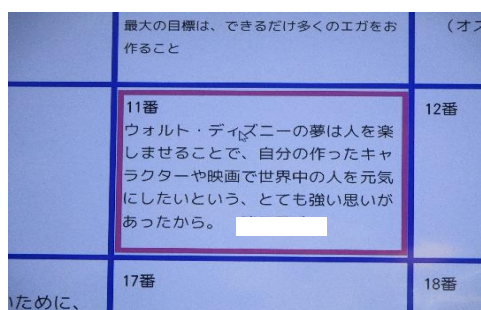 最大の目標は、できるだけ多くのエガをお
作ること
(オ
11番
ウォルト・ディズニーの夢は人を楽
しませることで、自分の作ったキャ
ラクターや映画で世界中の人を元気
にしたいという、とても強い思いが
あったから。
12番
17番
18番
いために、